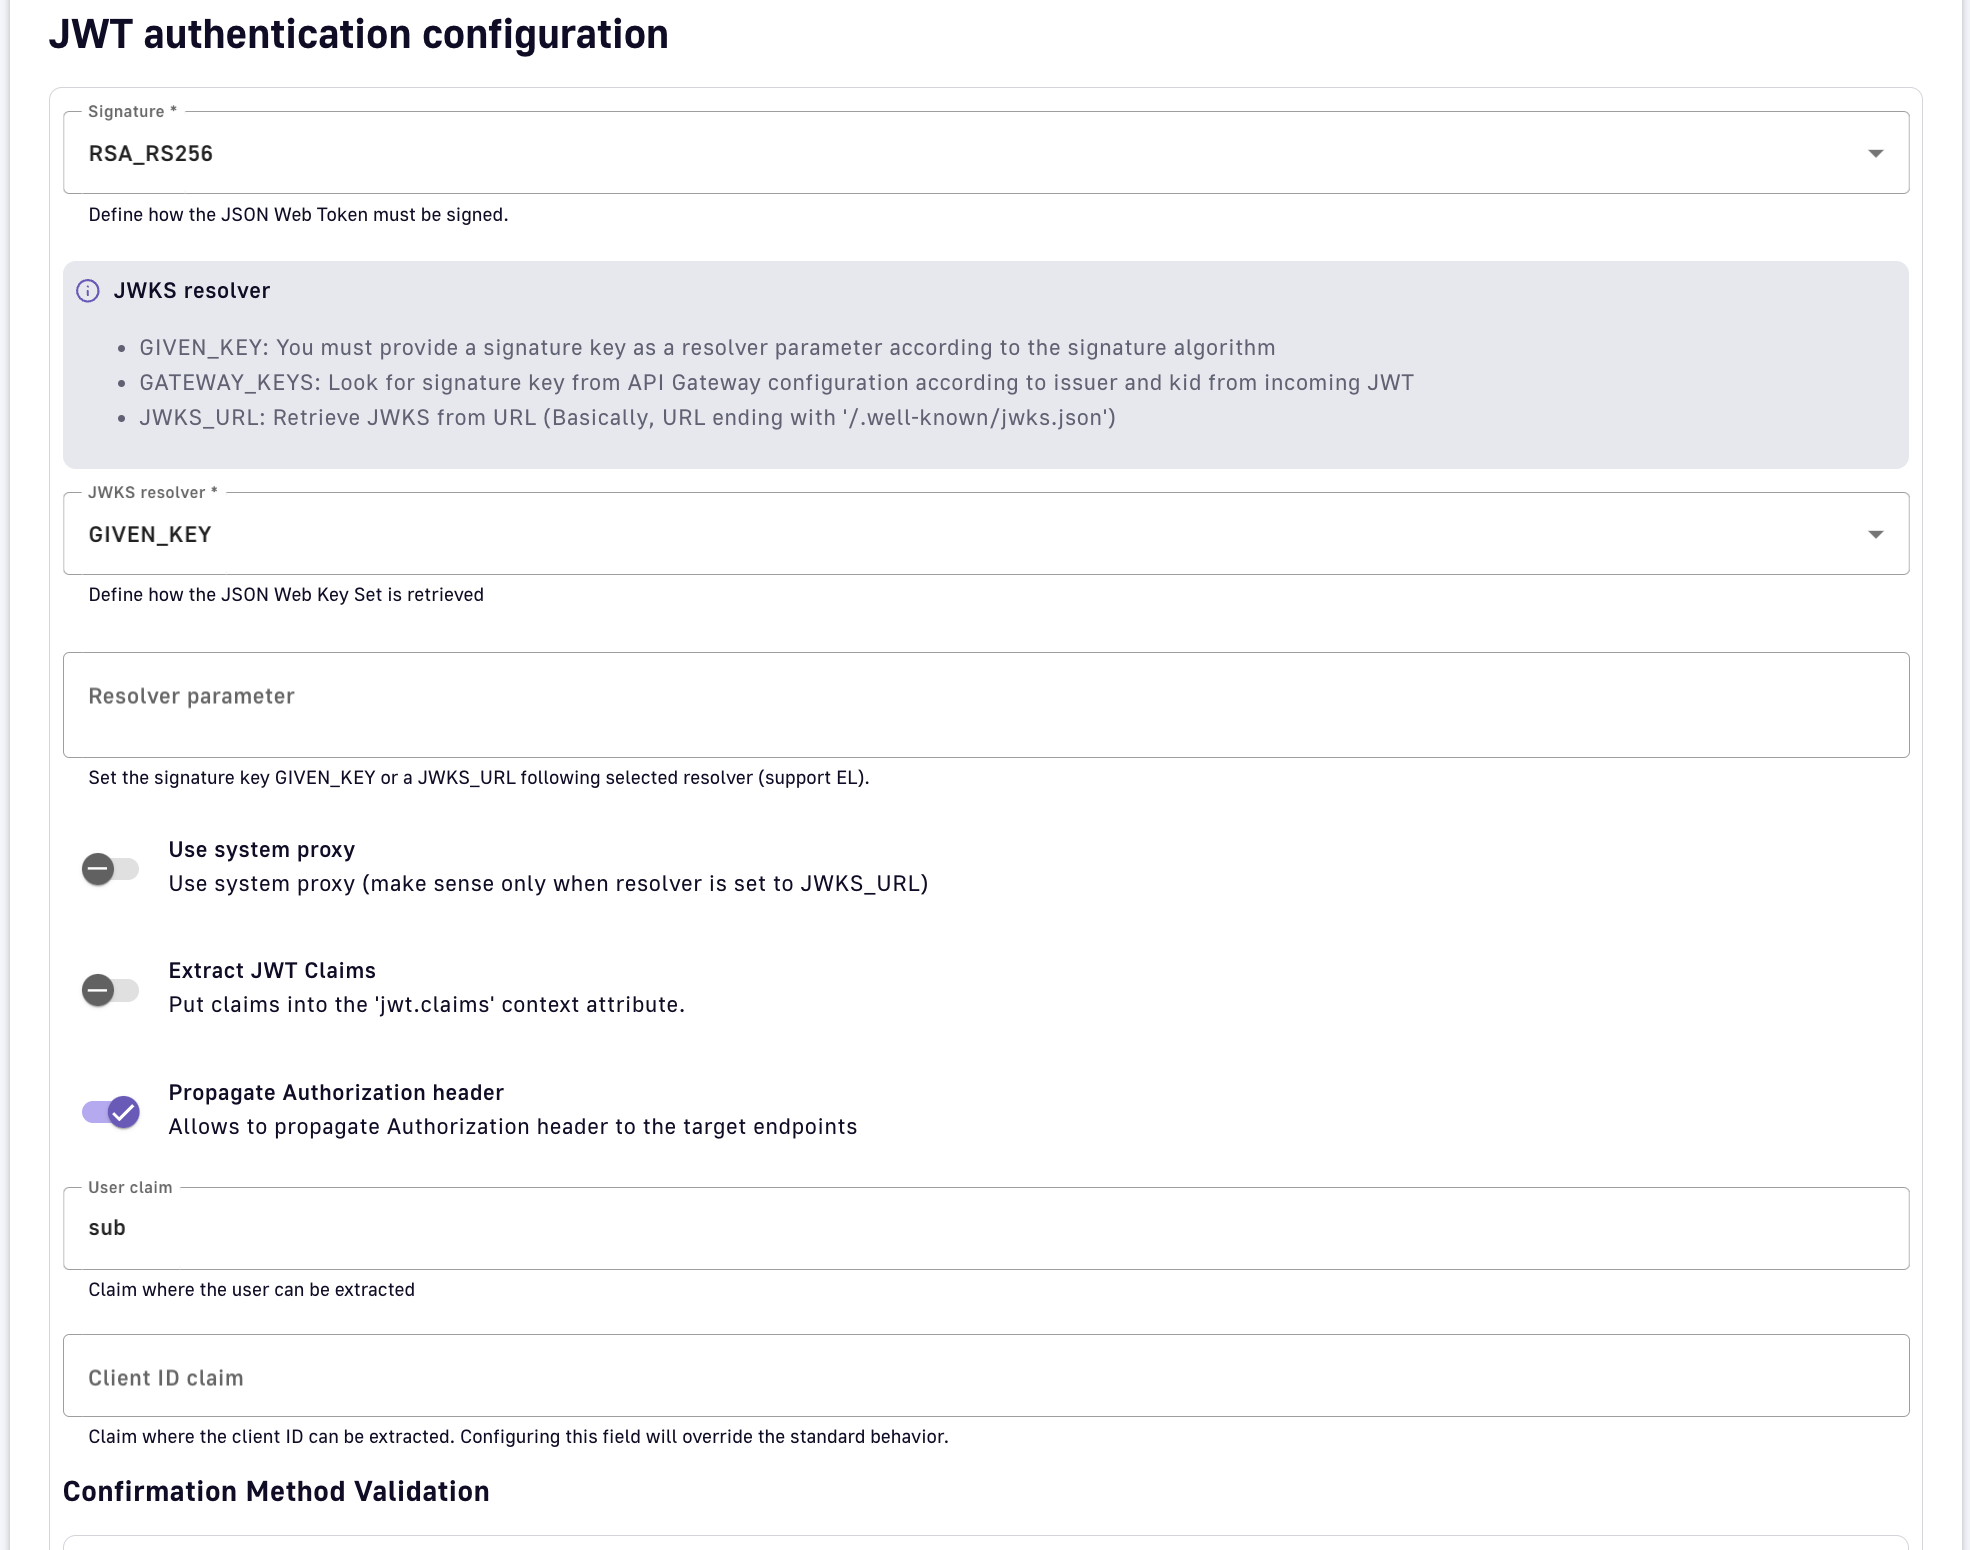 JWT authentication configuration
Signature *
RSA_RS256
Define how the JSON Web Token must be signed.
JWKS resolver
• GIVEN_KEY: You must provide a signature key as a resolver parameter according to the signature algorithm
• GATEWAY_KEYS: Look for signature key from API Gateway configuration according to issuer and kid from incoming JWT
• JWKS_URL: Retrieve JWKS from URL (Basically, URL ending with '/.well-known/jwks.json')
JWKS resolver *
GIVEN_KEY
Define how the JSON Web Key Set is retrieved
Resolver parameter
Set the signature key GIVEN_KEY or a JWKS_URL following selected resolver (support EL).
Use system proxy
Use system proxy (make sense only when resolver is set to JWKS_URL)
Extract JWT Claims
Put claims into the 'jwt.claims' context attribute.
Propagate Authorization header
Allows to propagate Authorization header to the target endpoints
User claim
sub
Claim where the user can be extracted
Client ID claim
Claim where the client ID can be extracted. Configuring this field will override the standard behavior.
Confirmation Method Validation